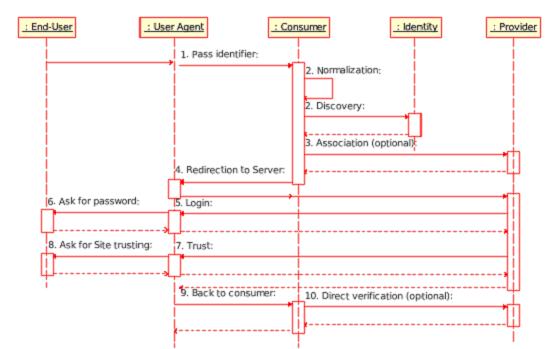 : End-User
: User Agent
: Consumer
: Identity
: Provider
1. Pass identifier:
2. Normalization:
2. Discovery:
3. Association (optional)
4. Redirection to Server:
6. Ask for password:
5. Login:
8. Ask for Site trusting:
7. Trust:
9. Back to consumer:
10. Direct verification (optional):